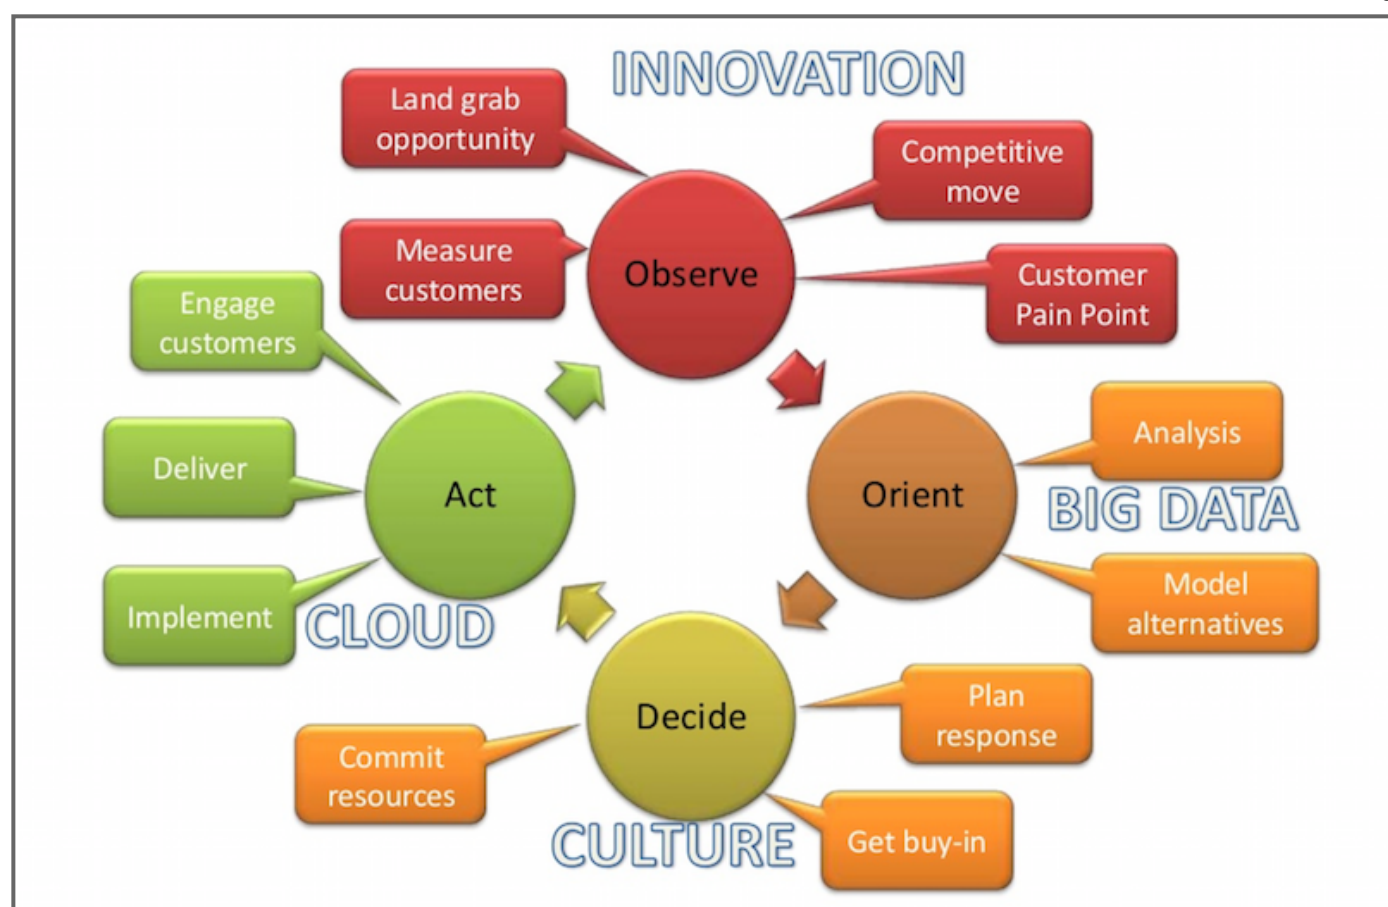 INNOVATION
Land grab
opportunity
Competitive
move
Measure
customers
Observe
Customer
Pain Point
Engage
customers
Analysis
Deliver
Act
Orient
BIG DATA
Implement
CLOUD
Model
alternatives
Decide
Plan
response
Commit
resources
CULTURE
Get buy-in